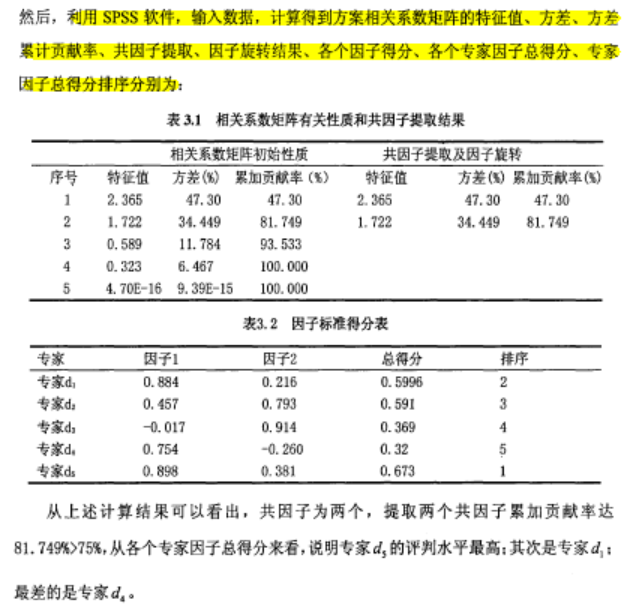 然后，利用 SPSS 软件，输入数据，计算得到方案相关系数矩阵的特征值、方差、方差
累计贡献率、共因子提取、因子旋转结果、各个因子得分、各个专家因子总得分、专家
因子总得分排序分别为：
表 3.1 相关系数矩阵有关性质和共因子提取结果
相关系数矩阵初始性质 共因子提取及因子旋转
序号 特征值 方差(%) 累加贡献率（%） 特征值 方差(%) 累加贡献率(%)
1 2.365 47.30 47.30 2.365 47.30 47.30
2 1.722 34.449 81.749 1.722 34.449 81.749
3 0.589 11.784 93.533
4 0.323 6.467 100.000
5 4.70E-16 9.39E-15 100.000
表3.2 因子标准得分表
专家 因子1 因子2 总得分 排序
专家d₁ 0.884 0.216 0.5996 2
专家d₂ 0.457 0.793 0.591 3
专家d₃ -0.017 0.914 0.369 4
专家d₄ 0.754 -0.260 0.32 5
专家d₅ 0.898 0.381 0.673 1
从上述计算结果可以看出，共因子为两个，提取两个共因子累加贡献率达
81.749%>75%，从各个专家因子总得分来看，说明专家d₅的评判水平最高；其次是专家d₁；
最差的是专家d₄。